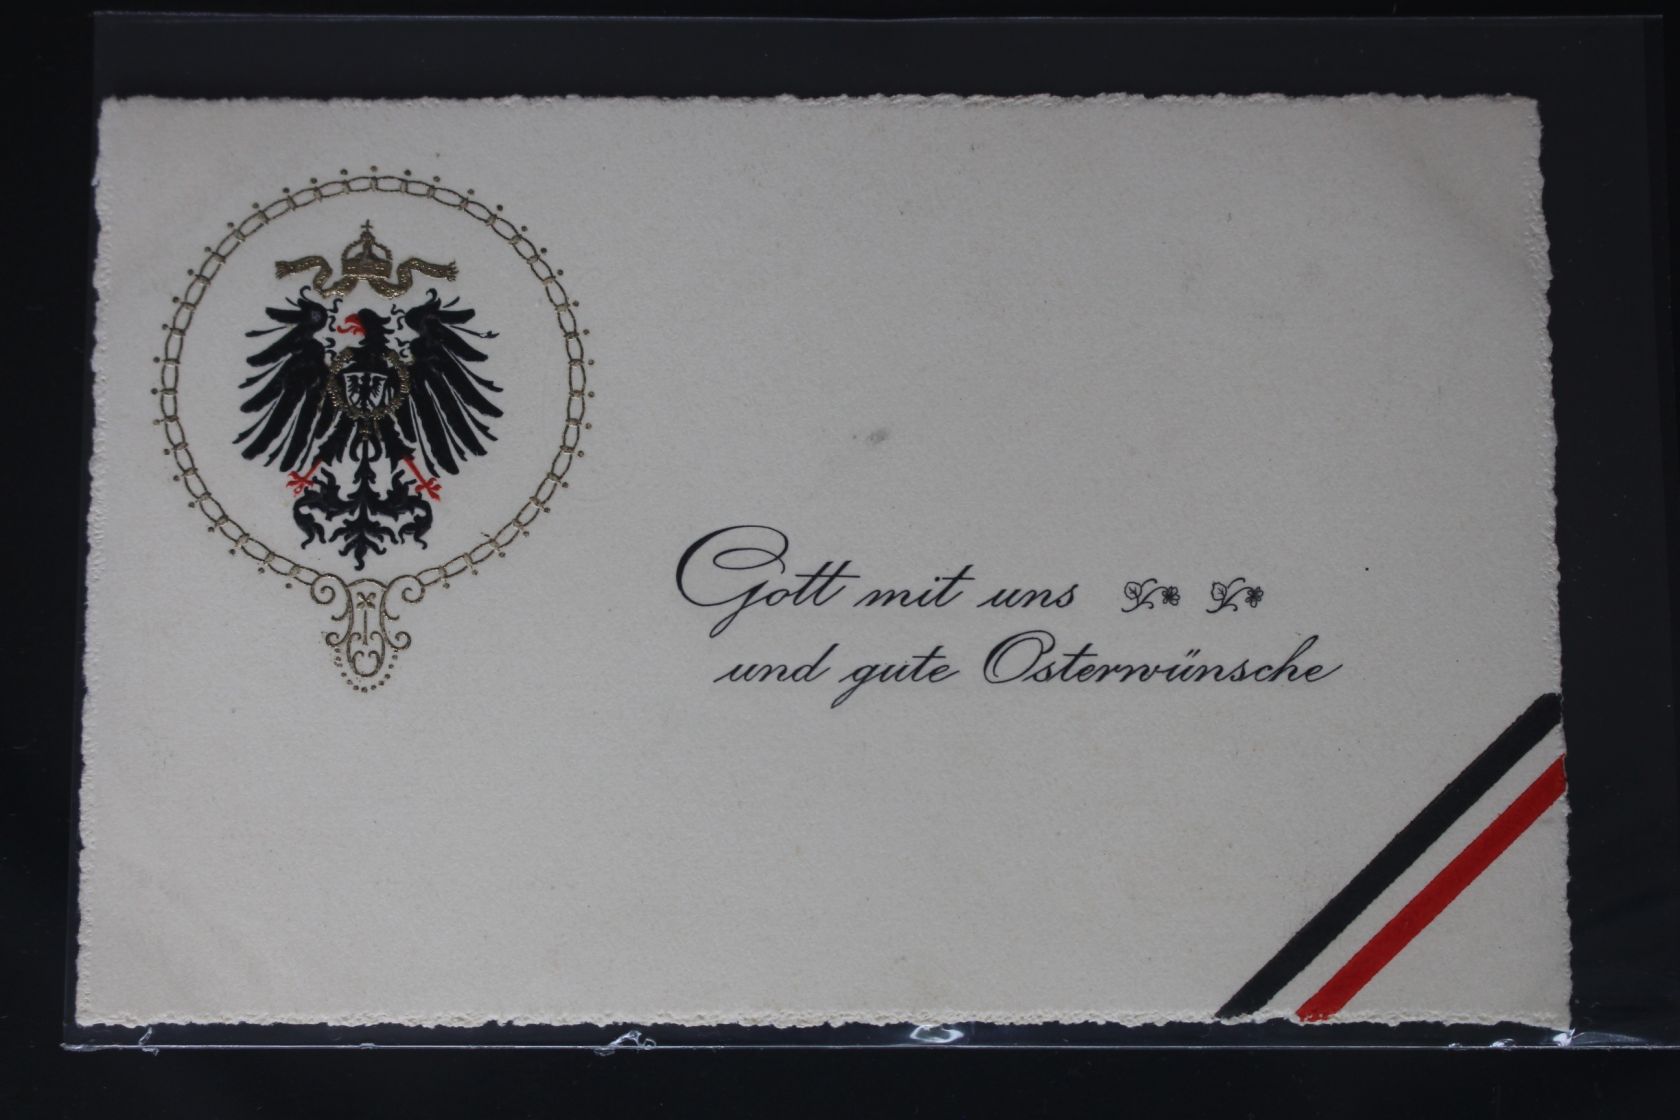 Gott mit uns
und gute Osterwünsche